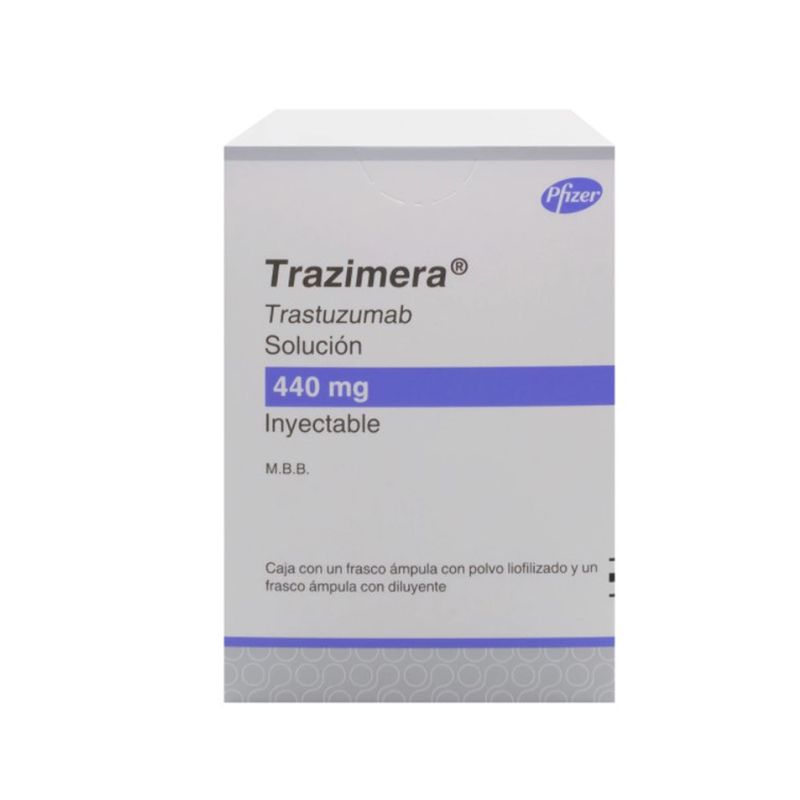 Pfizer
Trazimera®
Trastuzumab
Solución
440 mg
Inyectable
M.B.B.
Caja con un frasco ámpula con polvo liofilizado y un
frasco ámpula con diluyente